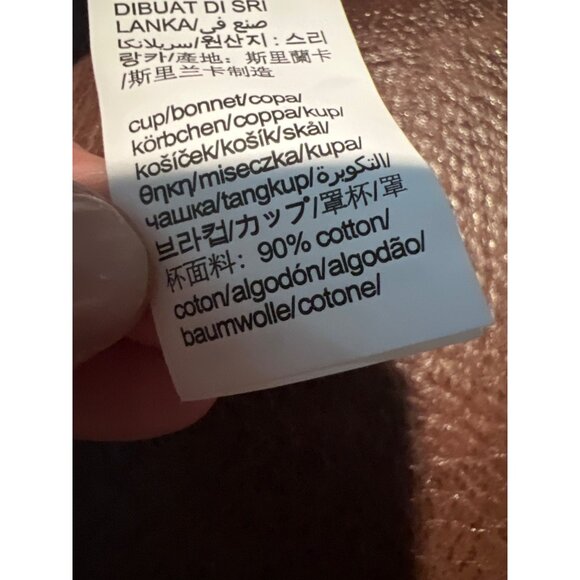 DIBUAT DI SRI
LANKA/صنع في
سريلانكا/원산지 : 스리
랑카/產地：斯里蘭卡
/斯里兰卡制造
cup/bonnet/copa/
körbchen/coppa/kup/
košíček/košík/skål/
θηκη/miseczka/kupa/
чашка/tangkup/التكويرة/
브라컵/カップ/罩杯/罩
杯面料：90% cotton/
coton/algodón/algodão/
baumwolle/cotone/